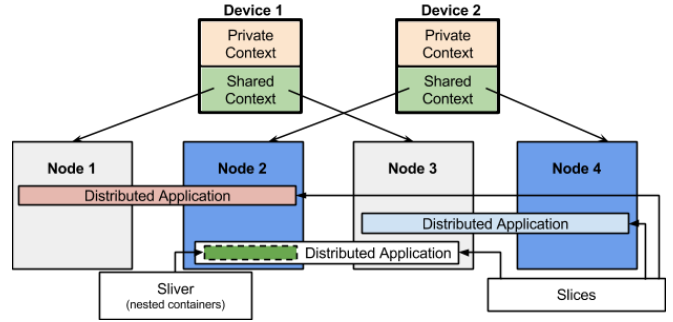 Device 1
Device 2
Private
Context
Private
Context
Shared
Context
Shared
Context
Node 1
Node 2
Node 3
Node 4
Distributed Application
Distributed Application
Distributed Application
Sliver
(nested containers)
Slices